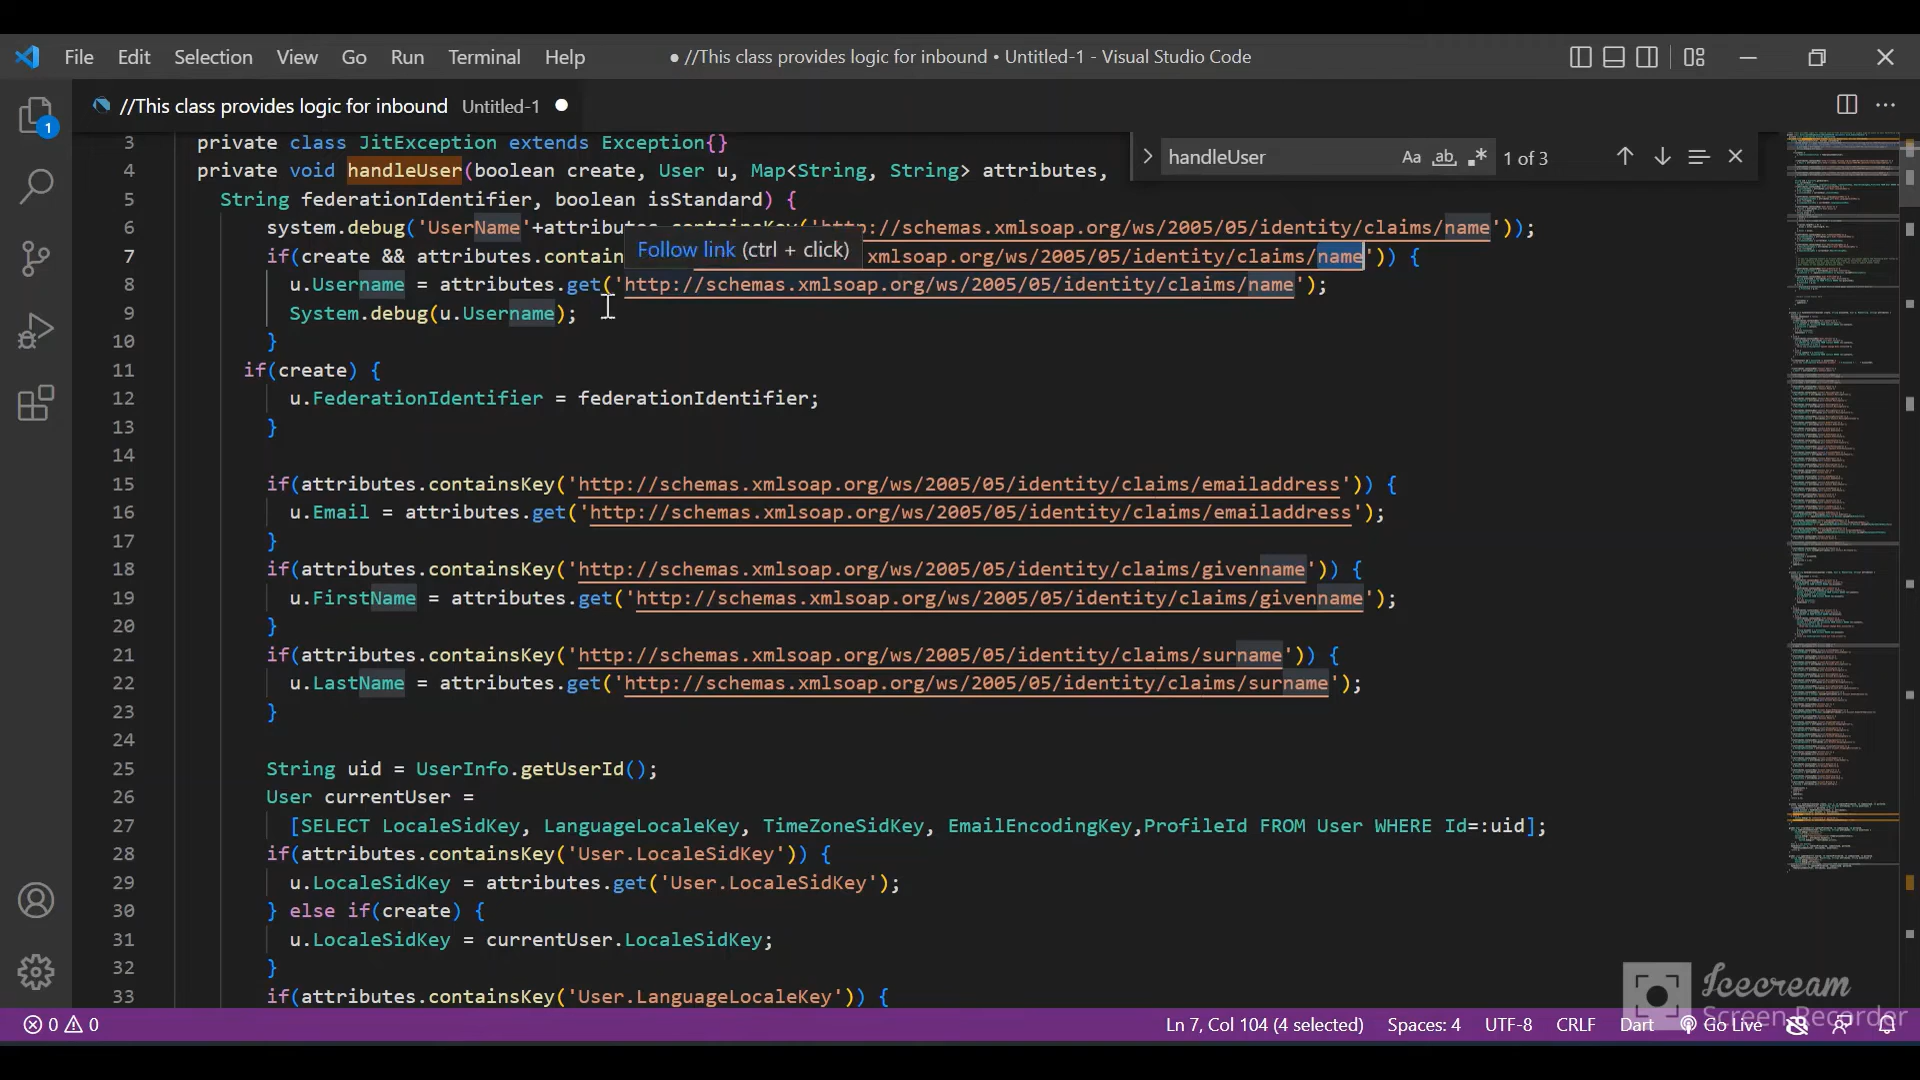 File Edit Selection View Go Run Terminal Help
● //This class provides logic for inbound • Untitled-1 - Visual Studio Code
1
//This class provides logic for inbound Untitled-1 ●
handleUser Aa ab, .* 1 of 3
3 private class JitException extends Exception{}
4 private void handleUser(boolean create, User u, Map<String, String> attributes,
5 String federationIdentifier, boolean isStandard) {
6 system.debug('UserName'+attributes.containsKey('http://schemas.xmlsoap.org/ws/2005/05/identity/claims/name'));
Follow link (ctrl + click)
7 if(create && attributes.contain xmlsoap.org/ws/2005/05/identity/claims/name')) {
8 u.Username = attributes.get('http://schemas.xmlsoap.org/ws/2005/05/identity/claims/name');
9 System.debug(u.Username);
10 }
11 if(create) {
12 u.FederationIdentifier = federationIdentifier;
13 }
14
15 if(attributes.containsKey('http://schemas.xmlsoap.org/ws/2005/05/identity/claims/emailaddress')) {
16 u.Email = attributes.get('http://schemas.xmlsoap.org/ws/2005/05/identity/claims/emailaddress');
17 }
18 if(attributes.containsKey('http://schemas.xmlsoap.org/ws/2005/05/identity/claims/givenname')) {
19 u.FirstName = attributes.get('http://schemas.xmlsoap.org/ws/2005/05/identity/claims/givenname');
20 }
21 if(attributes.containsKey('http://schemas.xmlsoap.org/ws/2005/05/identity/claims/surname')) {
22 u.LastName = attributes.get('http://schemas.xmlsoap.org/ws/2005/05/identity/claims/surname');
23 }
24
25 String uid = UserInfo.getUserId();
26 User currentUser =
27 [SELECT LocaleSidKey, LanguageLocaleKey, TimeZoneSidKey, EmailEncodingKey,ProfileId FROM User WHERE Id=:uid];
28 if(attributes.containsKey('User.LocaleSidKey')) {
29 u.LocaleSidKey = attributes.get('User.LocaleSidKey');
30 } else if(create) {
31 u.LocaleSidKey = currentUser.LocaleSidKey;
32 }
33 if(attributes.containsKey('User.LanguageLocaleKey')) {
Icecream
Screen Recorder
0 0 Ln 7, Col 104 (4 selected) Spaces: 4 UTF-8 CRLF Dart Go Live